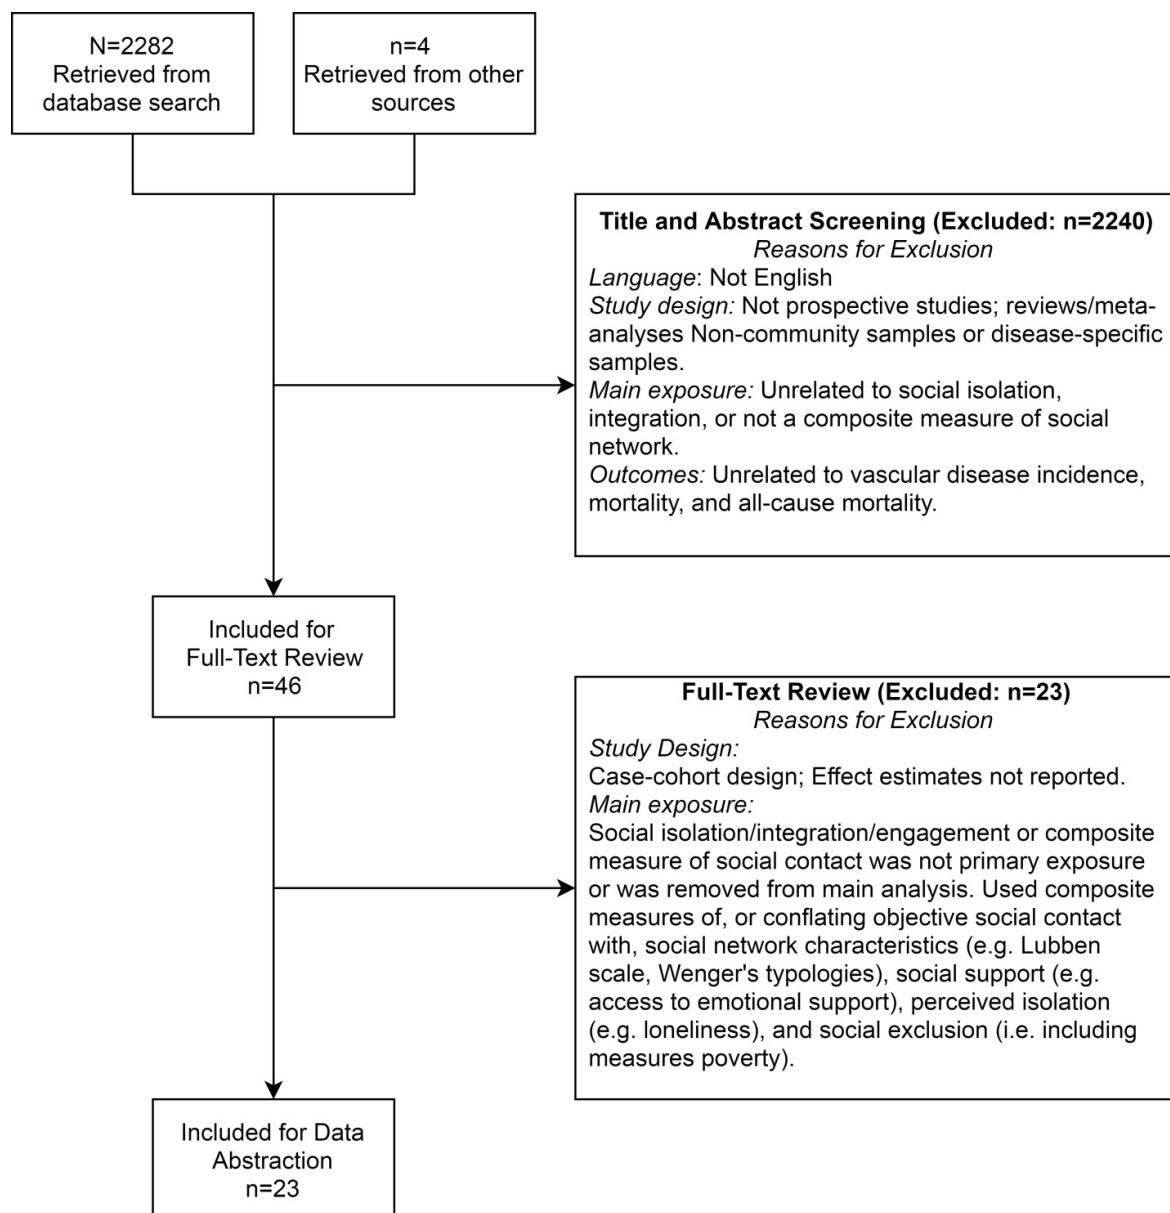 N=2282
Retrieved from
database search
n=4
Retrieved from other
sources
Title and Abstract Screening (Excluded: n=2240)
Reasons for Exclusion
Language: Not English
Study design: Not prospective studies; reviews/meta-
analyses Non-community samples or disease-specific
samples.
Main exposure: Unrelated to social isolation,
integration, or not a composite measure of social
network.
Outcomes: Unrelated to vascular disease incidence,
mortality, and all-cause mortality.
Included for
Full-Text Review
n=46
Full-Text Review (Excluded: n=23)
Reasons for Exclusion
Study Design:
Case-cohort design; Effect estimates not reported.
Main exposure:
Social isolation/integration/engagement or composite
measure of social contact was not primary exposure
or was removed from main analysis. Used composite
measures of, or conflating objective social contact
with, social network characteristics (e.g. Lubben
scale, Wenger's typologies), social support (e.g.
access to emotional support), perceived isolation
(e.g. loneliness), and social exclusion (i.e. including
measures poverty).
Included for Data
Abstraction
n=23